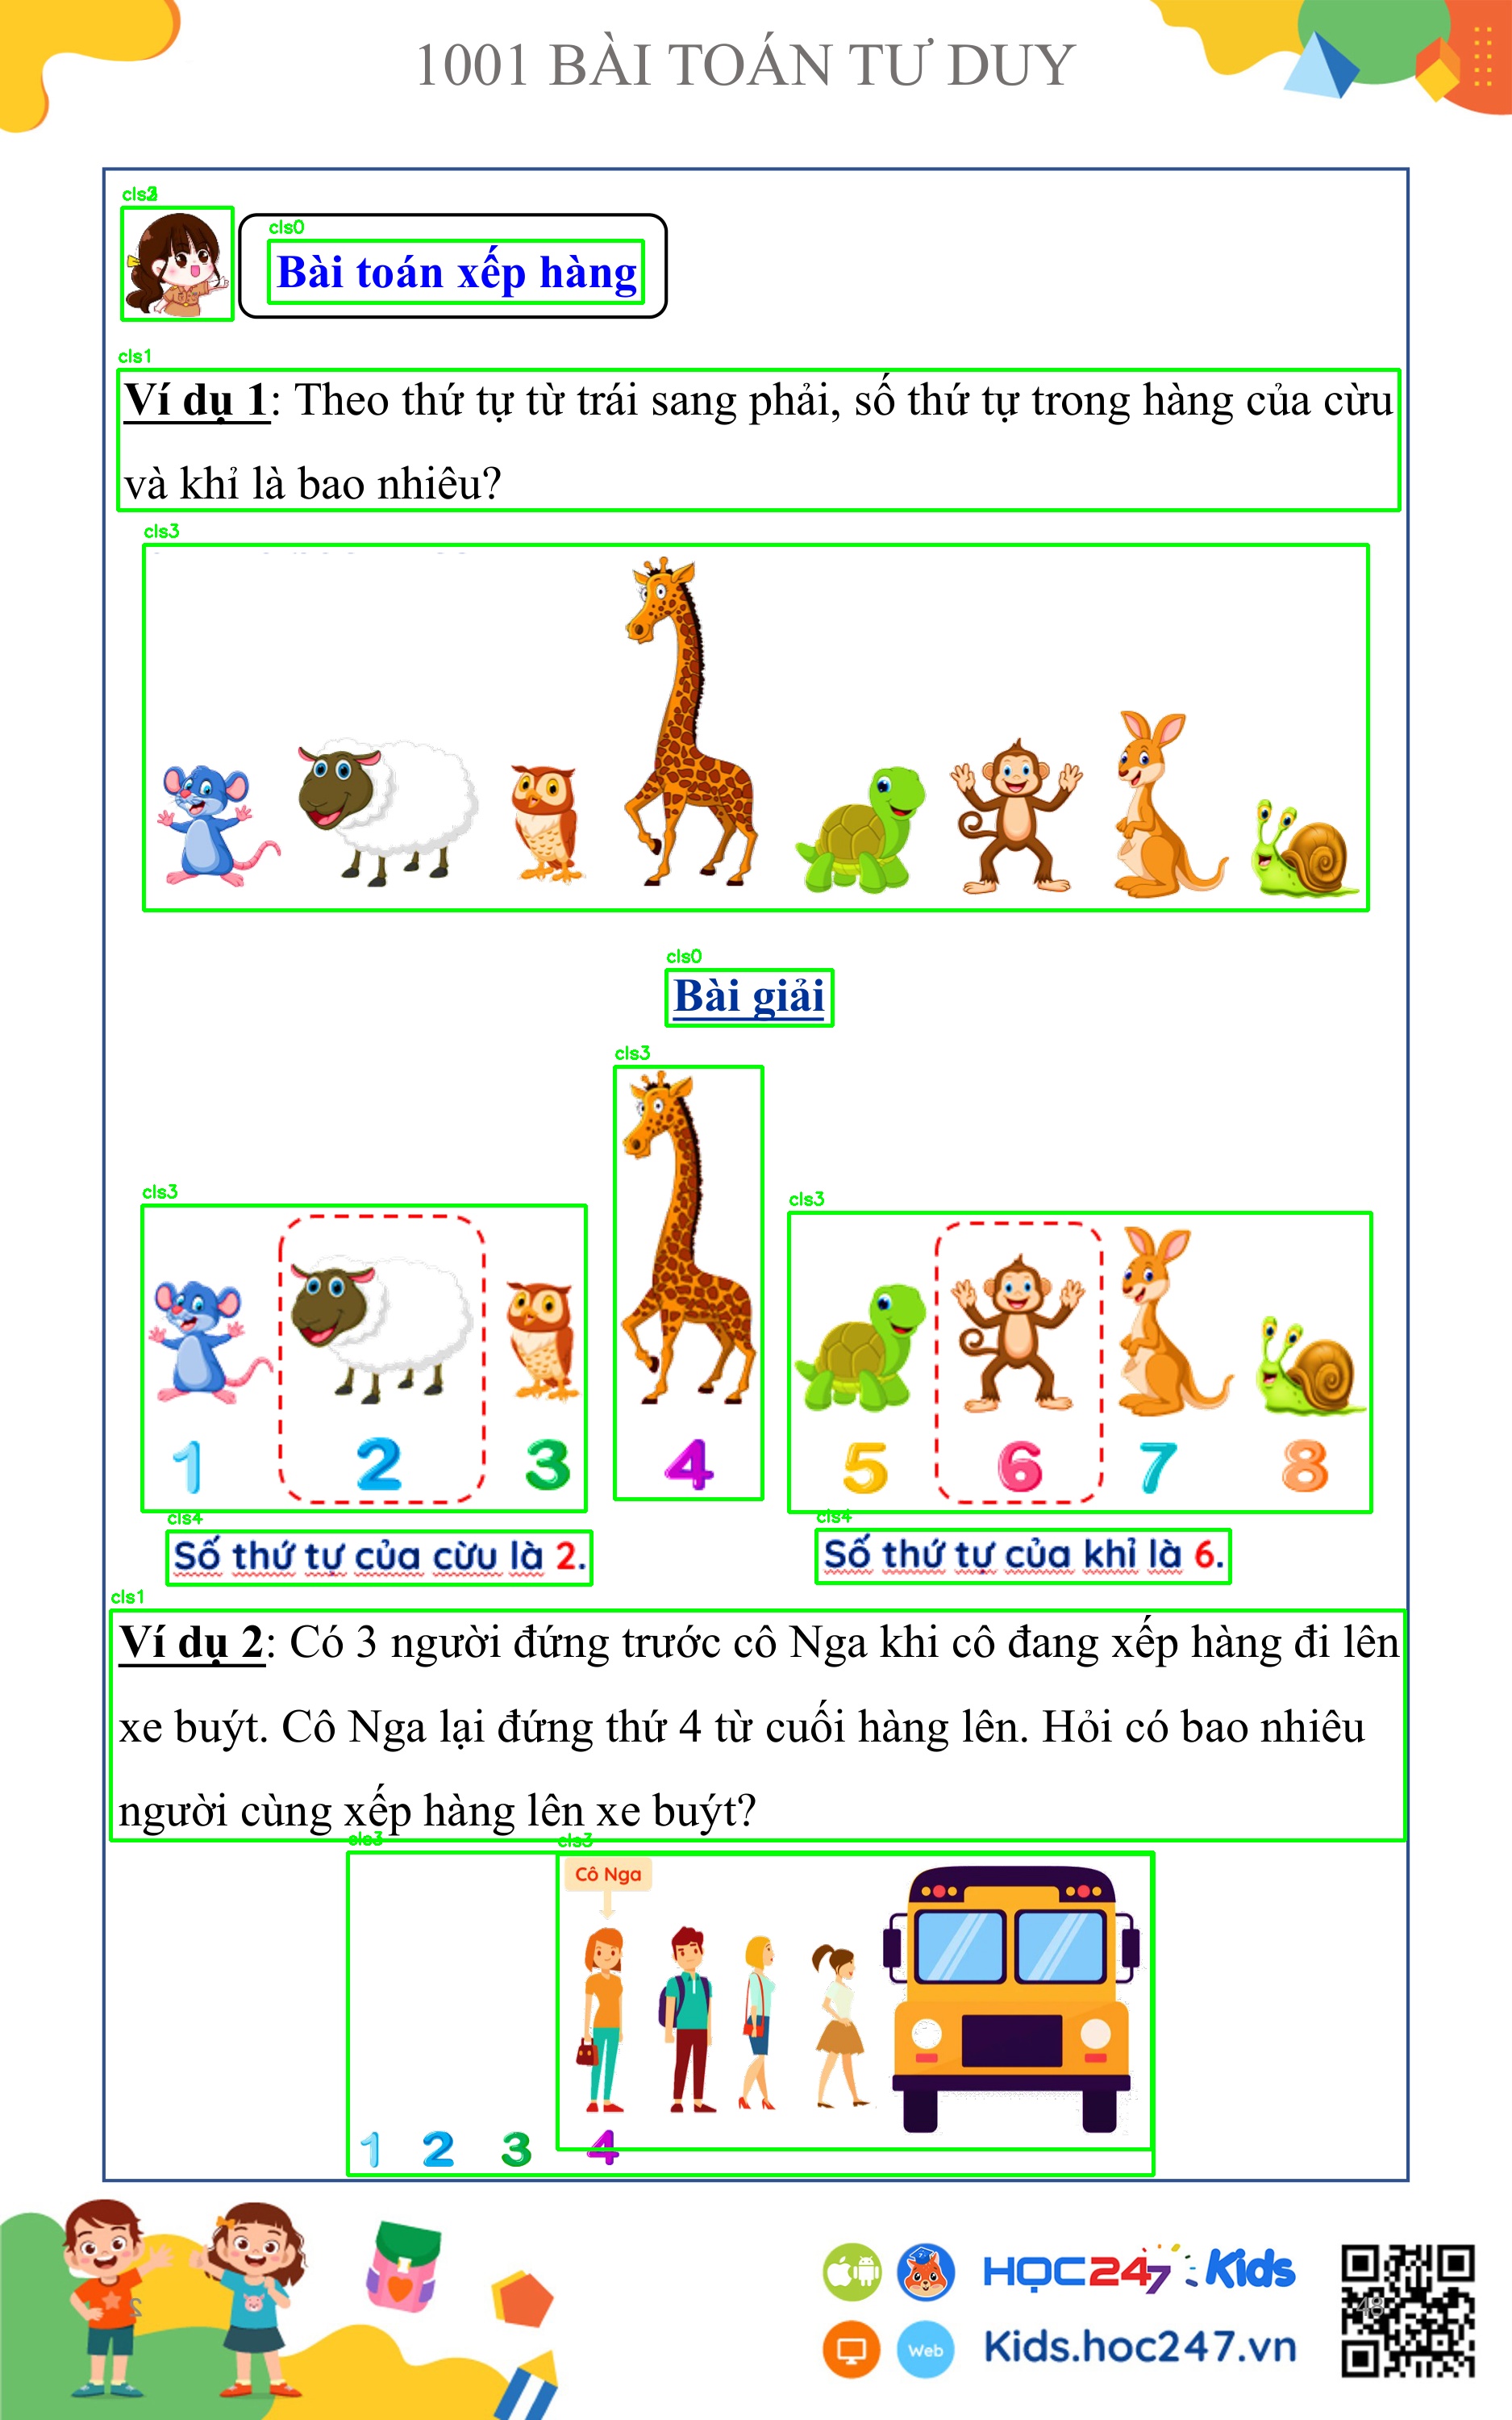 1001 BÀI TOÁN TƯ DUY
cls0
Bài toán xếp hàng
cls1
Ví dụ 1: Theo thứ tự từ trái sang phải, số thứ tự trong hàng của cừu
và khỉ là bao nhiêu?
cls3
cls0
Bài giải
cls3
cls3
cls3
1 2 3 4 5 6 7 8
cls4
cls4
Số thứ tự của cừu là 2.
Số thứ tự của khỉ là 6.
cls1
Ví dụ 2: Có 3 người đứng trước cô Nga khi cô đang xếp hàng đi lên
xe buýt. Cô Nga lại đứng thứ 4 từ cuối hàng lên. Hỏi có bao nhiêu
người cùng xếp hàng lên xe buýt?
cls3
cls3
Cô Nga
1 2 3 4
HỌC247 Kids
48
Web
Kids.hoc247.vn